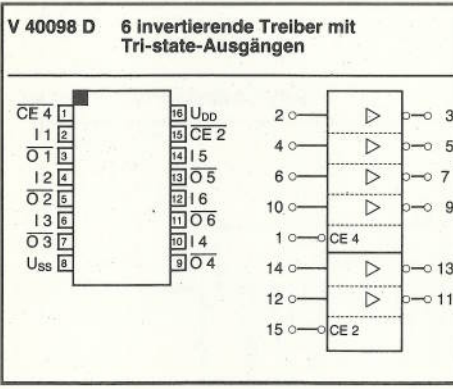 V 40098 D 6 invertierende Treiber mit
Tri-state-Ausgängen
CE 4 1
I 1 2
O 1 3
I 2 4
O 2 5
I 3 6
O 3 7
USS 8
16 UDD
15 CE 2
14 I 5
13 O 5
12 I 6
11 O 6
10 I 4
9 O 4
2 3
4 5
6 7
10 9
1 CE 4
14 13
12 11
15 CE 2